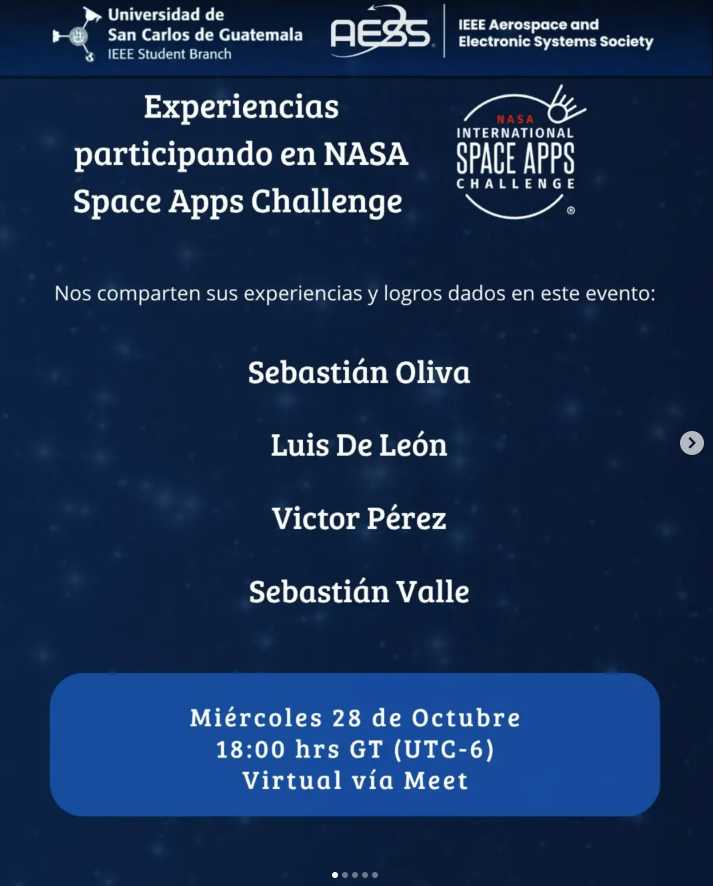 Universidad de
San Carlos de Guatemala
IEEE Student Branch
AESS
IEEE Aerospace and
Electronic Systems Society
Experiencias
participando en NASA
Space Apps Challenge
NASA
INTERNATIONAL
SPACE APPS
CHALLENGE
®
Nos comparten sus experiencias y logros dados en este evento:
Sebastián Oliva
Luis De León
Victor Pérez
Sebastián Valle
Miércoles 28 de Octubre
18:00 hrs GT (UTC-6)
Virtual vía Meet